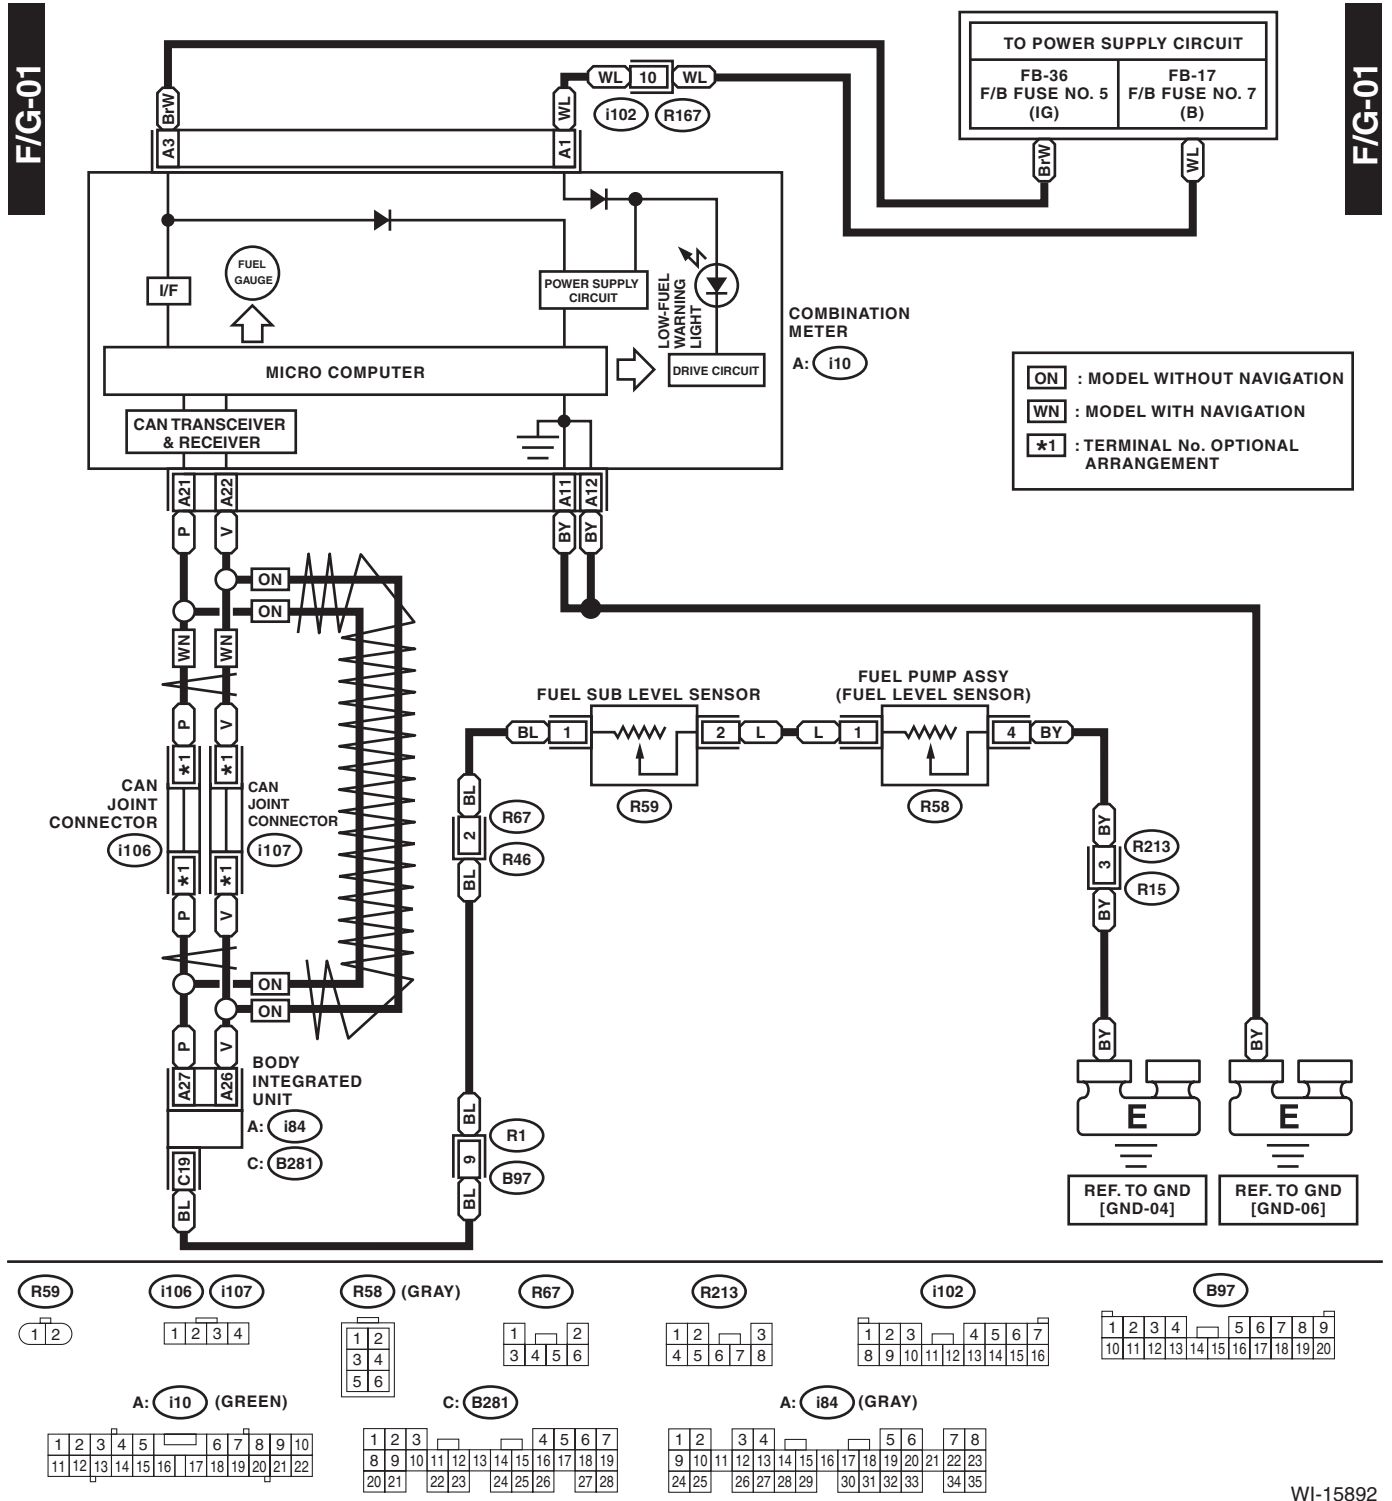 F/G-01
F/G-01
TO POWER SUPPLY CIRCUIT
FB-36
F/B FUSE NO. 5
(IG)
FB-17
F/B FUSE NO. 7
(B)
BrW
WL
WL
10
WL
i102
R167
BrW
WL
A3
A1
FUEL
GAUGE
I/F
POWER SUPPLY
CIRCUIT
LOW-FUEL
WARNING
LIGHT
COMBINATION
METER
A: i10
MICRO COMPUTER
DRIVE CIRCUIT
CAN TRANSCEIVER
& RECEIVER
ON : MODEL WITHOUT NAVIGATION
WN : MODEL WITH NAVIGATION
*1 : TERMINAL No. OPTIONAL
ARRANGEMENT
A21
A22
A11
A12
P
V
BY
BY
ON
ON
WN
WN
P
V
*1
*1
CAN
JOINT
CONNECTOR
i106
CAN
JOINT
CONNECTOR
i107
*1
*1
P
V
ON
ON
P
V
A27
A26
BODY
INTEGRATED
UNIT
A: i84
C: B281
C19
BL
FUEL SUB LEVEL SENSOR
BL
1
2
L
R59
FUEL PUMP ASSY
(FUEL LEVEL SENSOR)
L
1
4
BY
R58
BL
2
BL
R67
R46
BL
9
BL
R1
B97
BY
3
BY
R213
R15
BY
BY
E
E
REF. TO GND
[GND-04]
REF. TO GND
[GND-06]
R59
1 2
i106 i107
1 2 3 4
R58 (GRAY)
1 2
3 4
5 6
R67
1 2
3 4 5 6
R213
1 2 3
4 5 6 7 8
i102
1 2 3 4 5 6 7
8 9 10 11 12 13 14 15 16
B97
1 2 3 4 5 6 7 8 9
10 11 12 13 14 15 16 17 18 19 20
A: i10 (GREEN)
1 2 3 4 5 6 7 8 9 10
11 12 13 14 15 16 17 18 19 20 21 22
C: B281
1 2 3 4 5 6 7
8 9 10 11 12 13 14 15 16 17 18 19
20 21 22 23 24 25 26 27 28
A: i84 (GRAY)
1 2 3 4 5 6 7 8
9 10 11 12 13 14 15 16 17 18 19 20 21 22 23
24 25 26 27 28 29 30 31 32 33 34 35
WI-15892